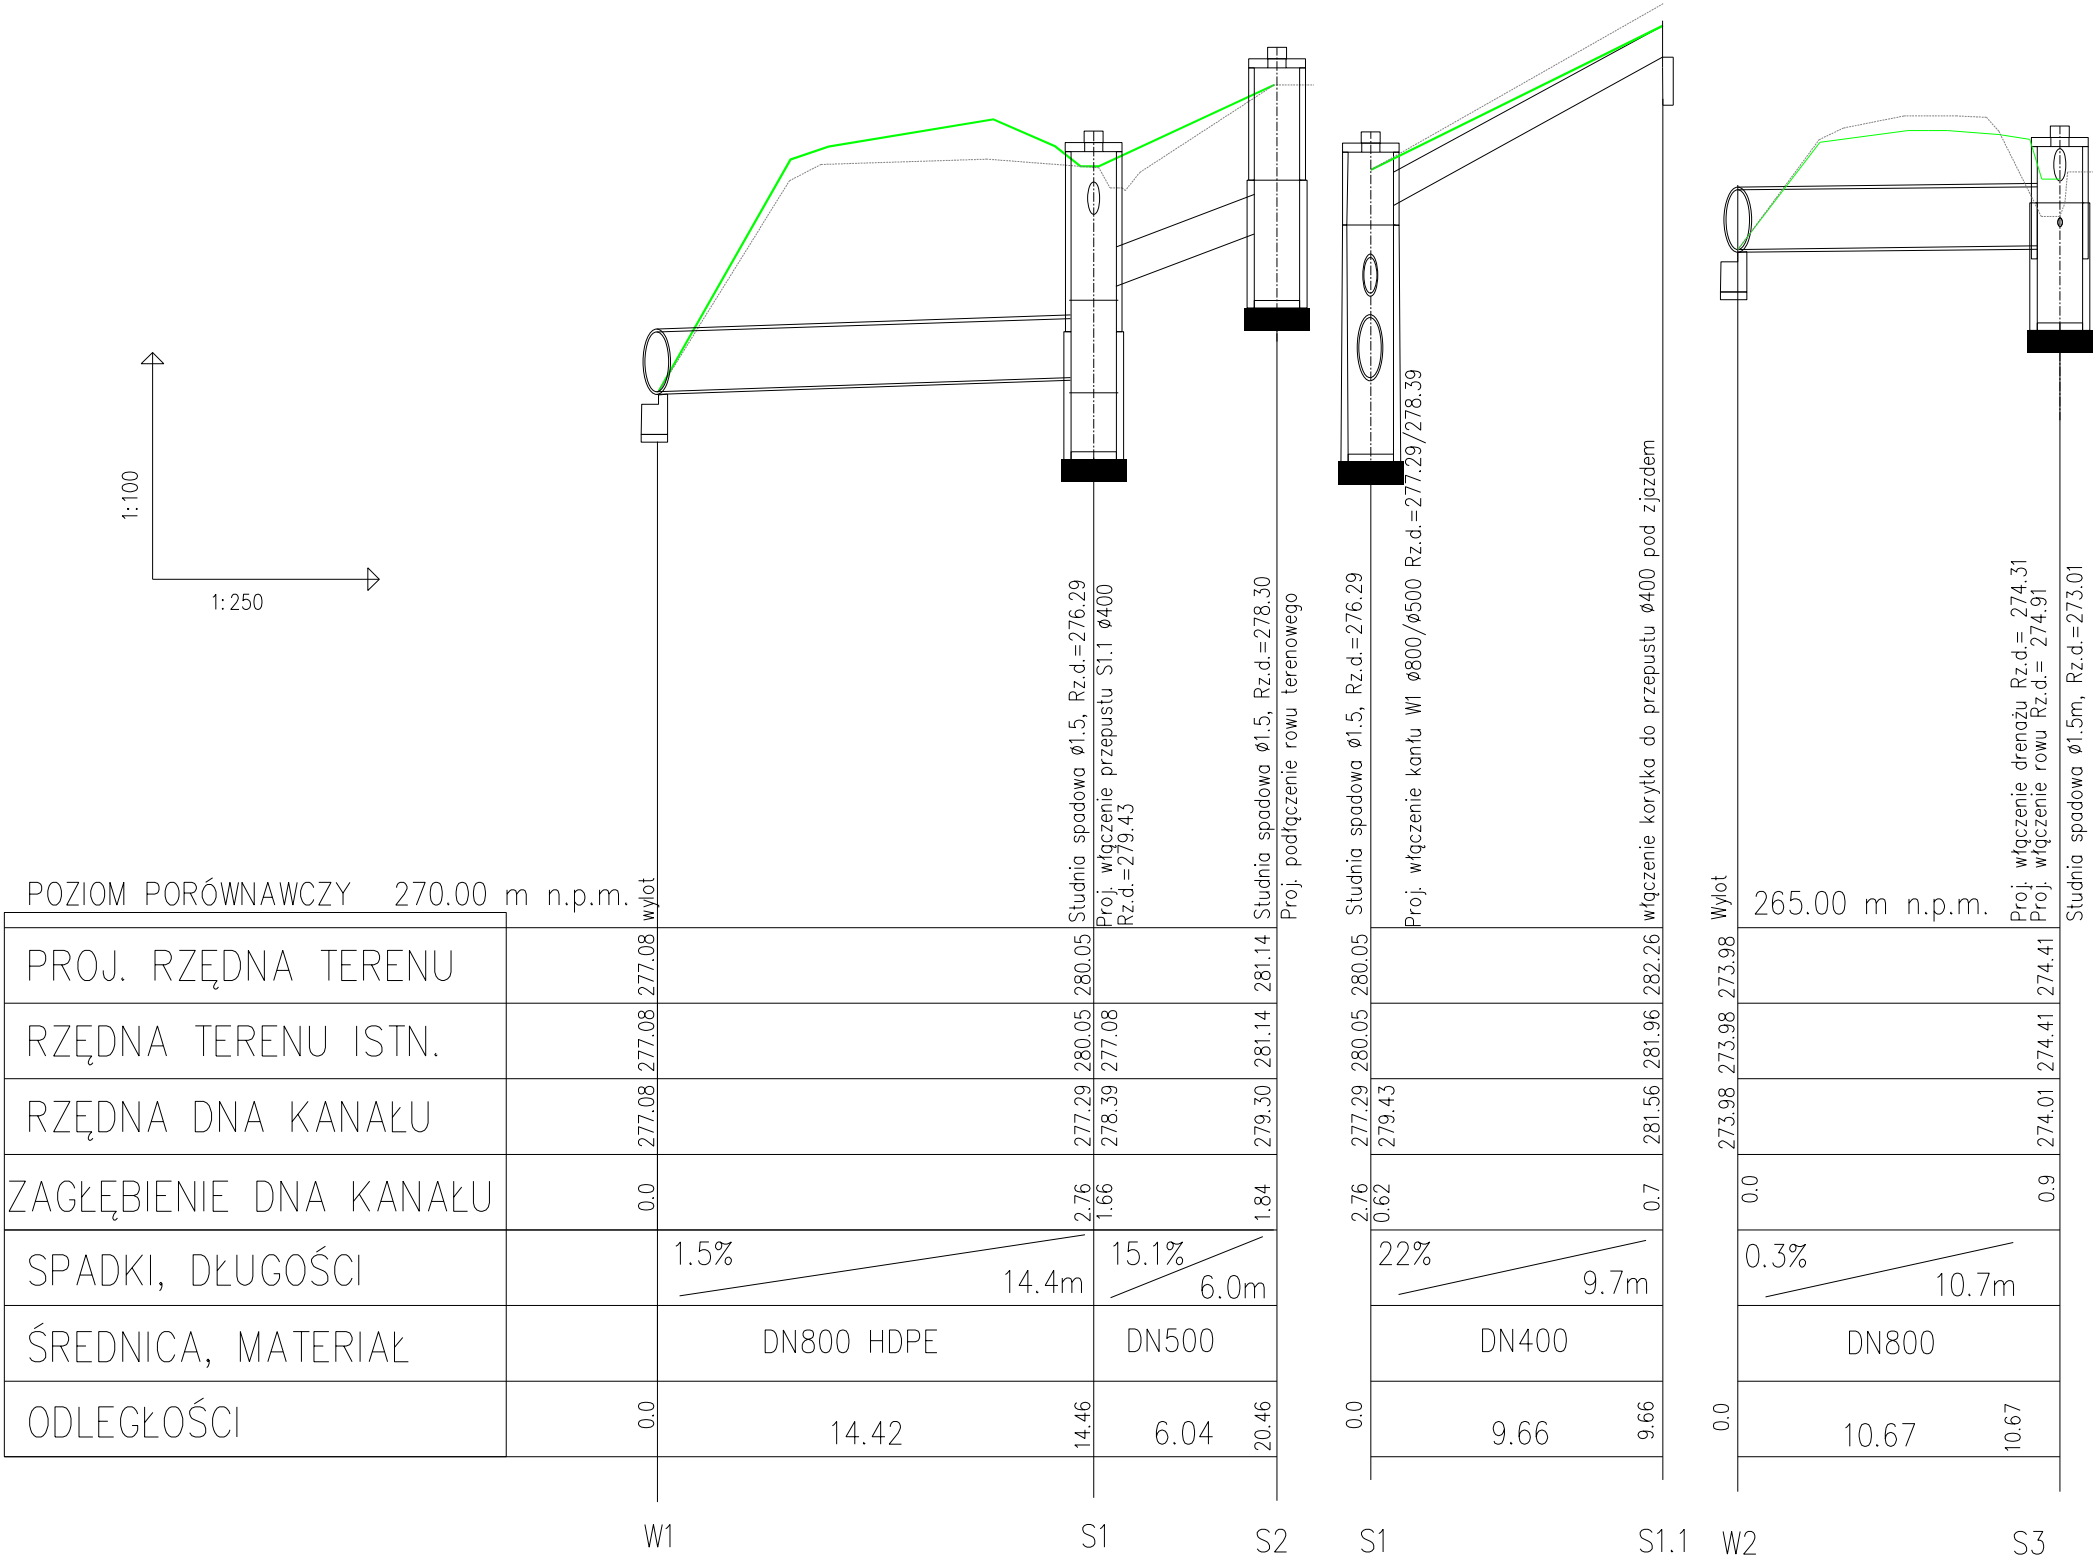 1:100
1:250
Studnia spadowa ø1.5, Rz.d.=276.29
Proj. włączenie przepustu S1.1 ø400
Rz.d.=279.43
Studnia spadowa ø1.5, Rz.d.=278.30
Proj. podłączenie rowu terenowego
Studnia spadowa ø1.5, Rz.d.=276.29
Proj. włączenie kanłu W1 ø800/ø500 Rz.d.=277.29/278.39
włączenie korytka do przepustu ø400 pod zjazdem
Proj. włączenie drenażu Rz.d.= 274.31
Proj. włączenie rowu Rz.d.= 274.91
Studnia spadowa ø1.5m, Rz.d.=273.01
POZIOM PORÓWNAWCZY 270.00 m n.p.m.
wylot
Wylot
265.00 m n.p.m.
PROJ. RZĘDNA TERENU 277.08 280.05 281.14 280.05 282.26 273.98 274.41
RZĘDNA TERENU ISTN. 277.08 280.05 277.08 281.14 280.05 281.96 273.98 274.41
RZĘDNA DNA KANAŁU 277.08 277.29 278.39 279.30 277.29 279.43 281.56 273.98 274.01
ZAGŁĘBIENIE DNA KANAŁU 0.0 2.76 1.66 1.84 2.76 0.62 0.7 0.0 0.9
SPADKI, DŁUGOŚCI 1.5% 14.4m 15.1% 6.0m 22% 9.7m 0.3% 10.7m
ŚREDNICA, MATERIAŁ DN800 HDPE DN500 DN400 DN800
ODLEGŁOŚCI 0.0 14.42 14.46 6.04 20.46 0.0 9.66 9.66 0.0 10.67 10.67
W1 S1 S2 S1 S1.1 W2 S3